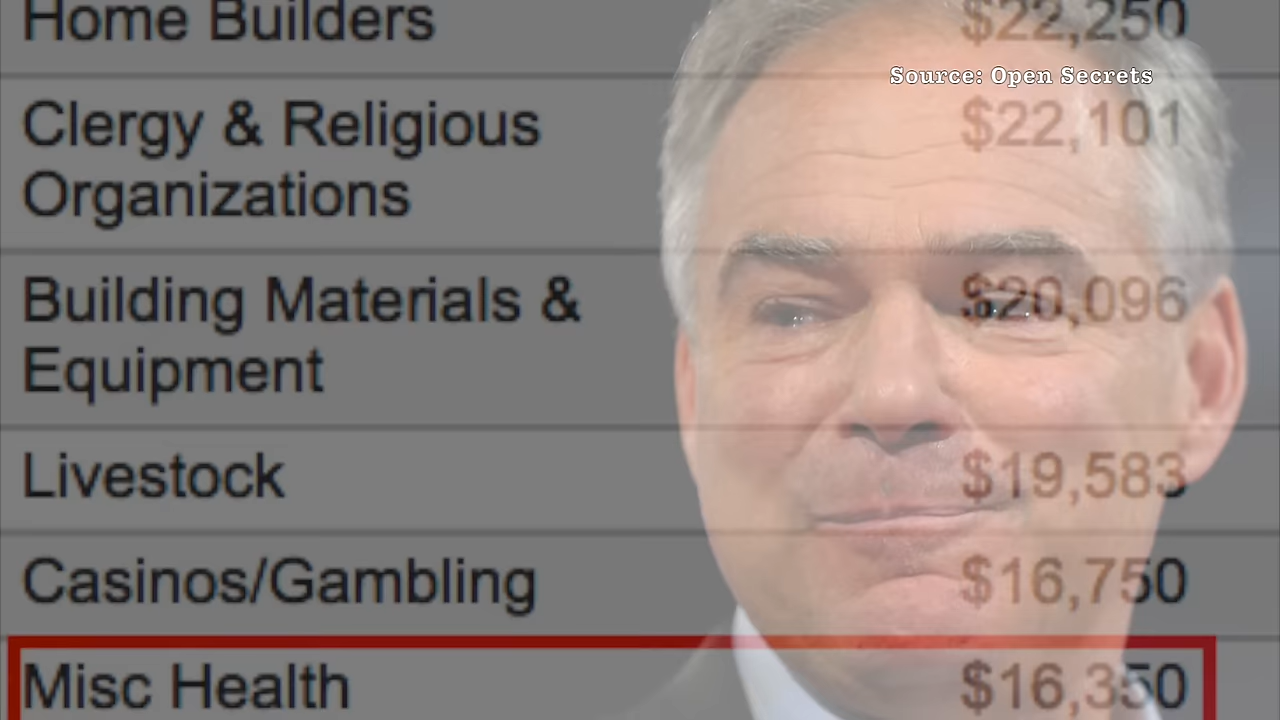 Home Builders $22,250
Source: Open Secrets
Clergy & Religious $22,101
Organizations
Building Materials & $20,096
Equipment
Livestock $19,583
Casinos/Gambling $16,750
Misc Health $16,350